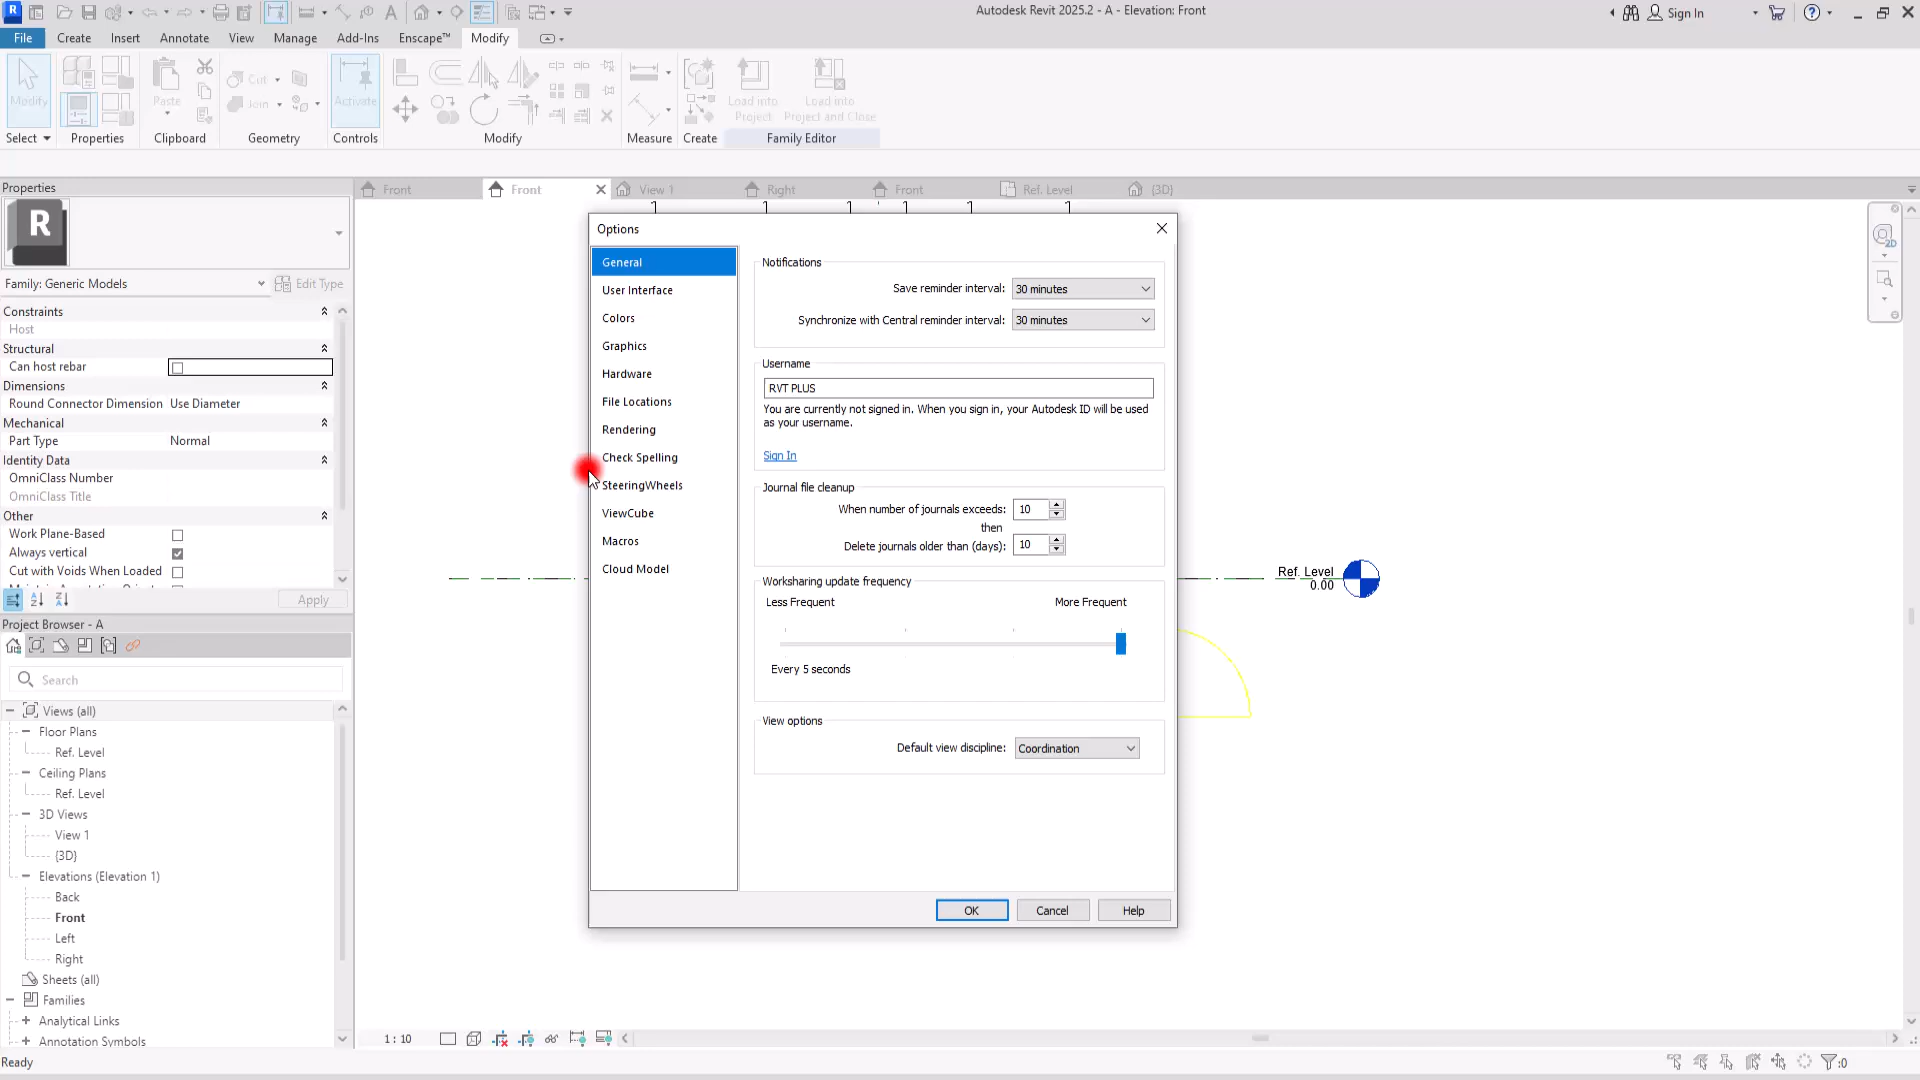 Autodesk Revit 2025.2 - A - Elevation: Front
Sign In
File
Create
Insert
Annotate
View
Manage
Add-Ins
Enscape™
Modify
Modify
Paste
Cut
Join
Activate
Load into
Project
Load into
Project and Close
Select
Properties
Clipboard
Geometry
Controls
Modify
Measure
Create
Family Editor
Properties
R
Family: Generic Models
Edit Type
Constraints
Host
Structural
Can host rebar
Dimensions
Round Connector Dimension
Use Diameter
Mechanical
Part Type
Normal
Identity Data
OmniClass Number
OmniClass Title
Other
Work Plane-Based
Always vertical
Cut with Voids When Loaded
Apply
Project Browser - A
Search
Views (all)
Floor Plans
Ref. Level
Ceiling Plans
Ref. Level
3D Views
View 1
{3D}
Elevations (Elevation 1)
Back
Front
Left
Right
Sheets (all)
Families
Analytical Links
Annotation Symbols
Ready
Front
Front
View 1
Right
Front
Ref. Level
{3D}
2D
Options
General
User Interface
Colors
Graphics
Hardware
File Locations
Rendering
Check Spelling
SteeringWheels
ViewCube
Macros
Cloud Model
Notifications
Save reminder interval:
30 minutes
Synchronize with Central reminder interval:
30 minutes
Username
RVT PLUS
You are currently not signed in. When you sign in, your Autodesk ID will be used
as your username.
Sign In
Journal file cleanup
When number of journals exceeds:
10
then
Delete journals older than (days):
10
Worksharing update frequency
Less Frequent
More Frequent
Every 5 seconds
View options
Default view discipline:
Coordination
OK
Cancel
Help
Ref. Level
0.00
1 : 10
:0